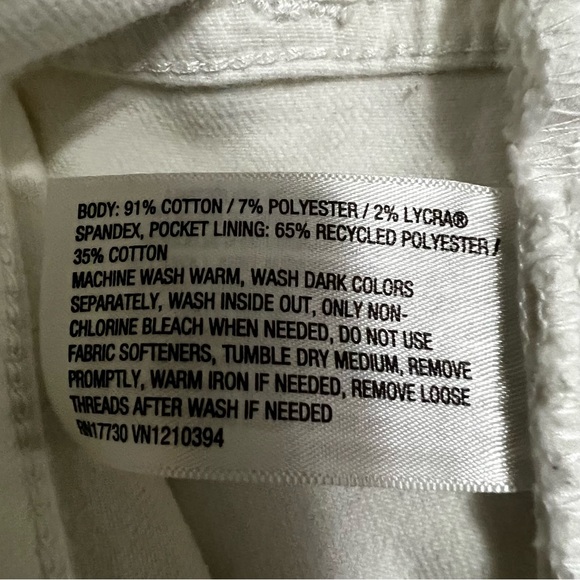 BODY: 91% COTTON / 7% POLYESTER / 2% LYCRA®
SPANDEX, POCKET LINING: 65% RECYCLED POLYESTER /
35% COTTON
MACHINE WASH WARM, WASH DARK COLORS
SEPARATELY, WASH INSIDE OUT, ONLY NON-
CHLORINE BLEACH WHEN NEEDED, DO NOT USE
FABRIC SOFTENERS, TUMBLE DRY MEDIUM, REMOVE
PROMPTLY, WARM IRON IF NEEDED, REMOVE LOOSE
THREADS AFTER WASH IF NEEDED
RN17730 VN1210394